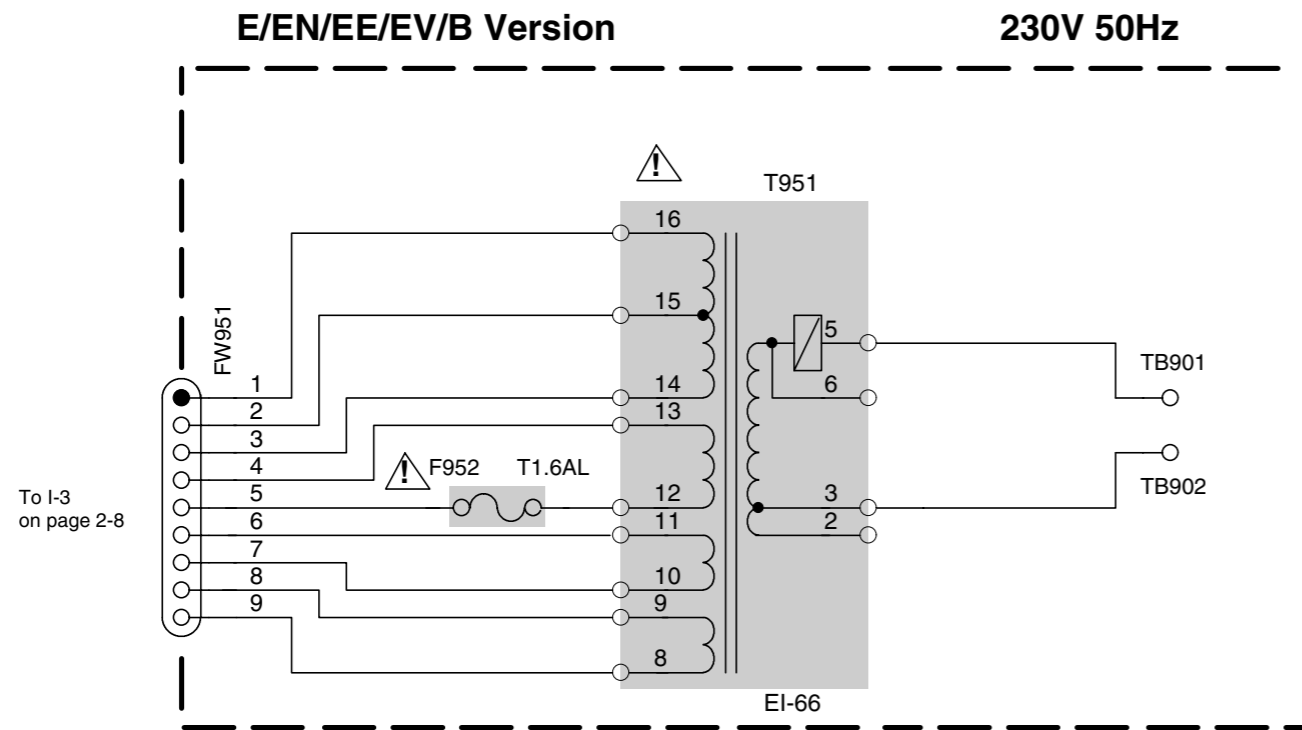 E/EN/EE/EV/B Version 230V 50Hz
!
T951
16
15
5
FW951
TB901
1
14
6
2
13
3
! F952 T1.6AL
4
To I-3
on page 2-8
5
12
3
TB902
6
11
2
7
8
10
9
9
8
EI-66